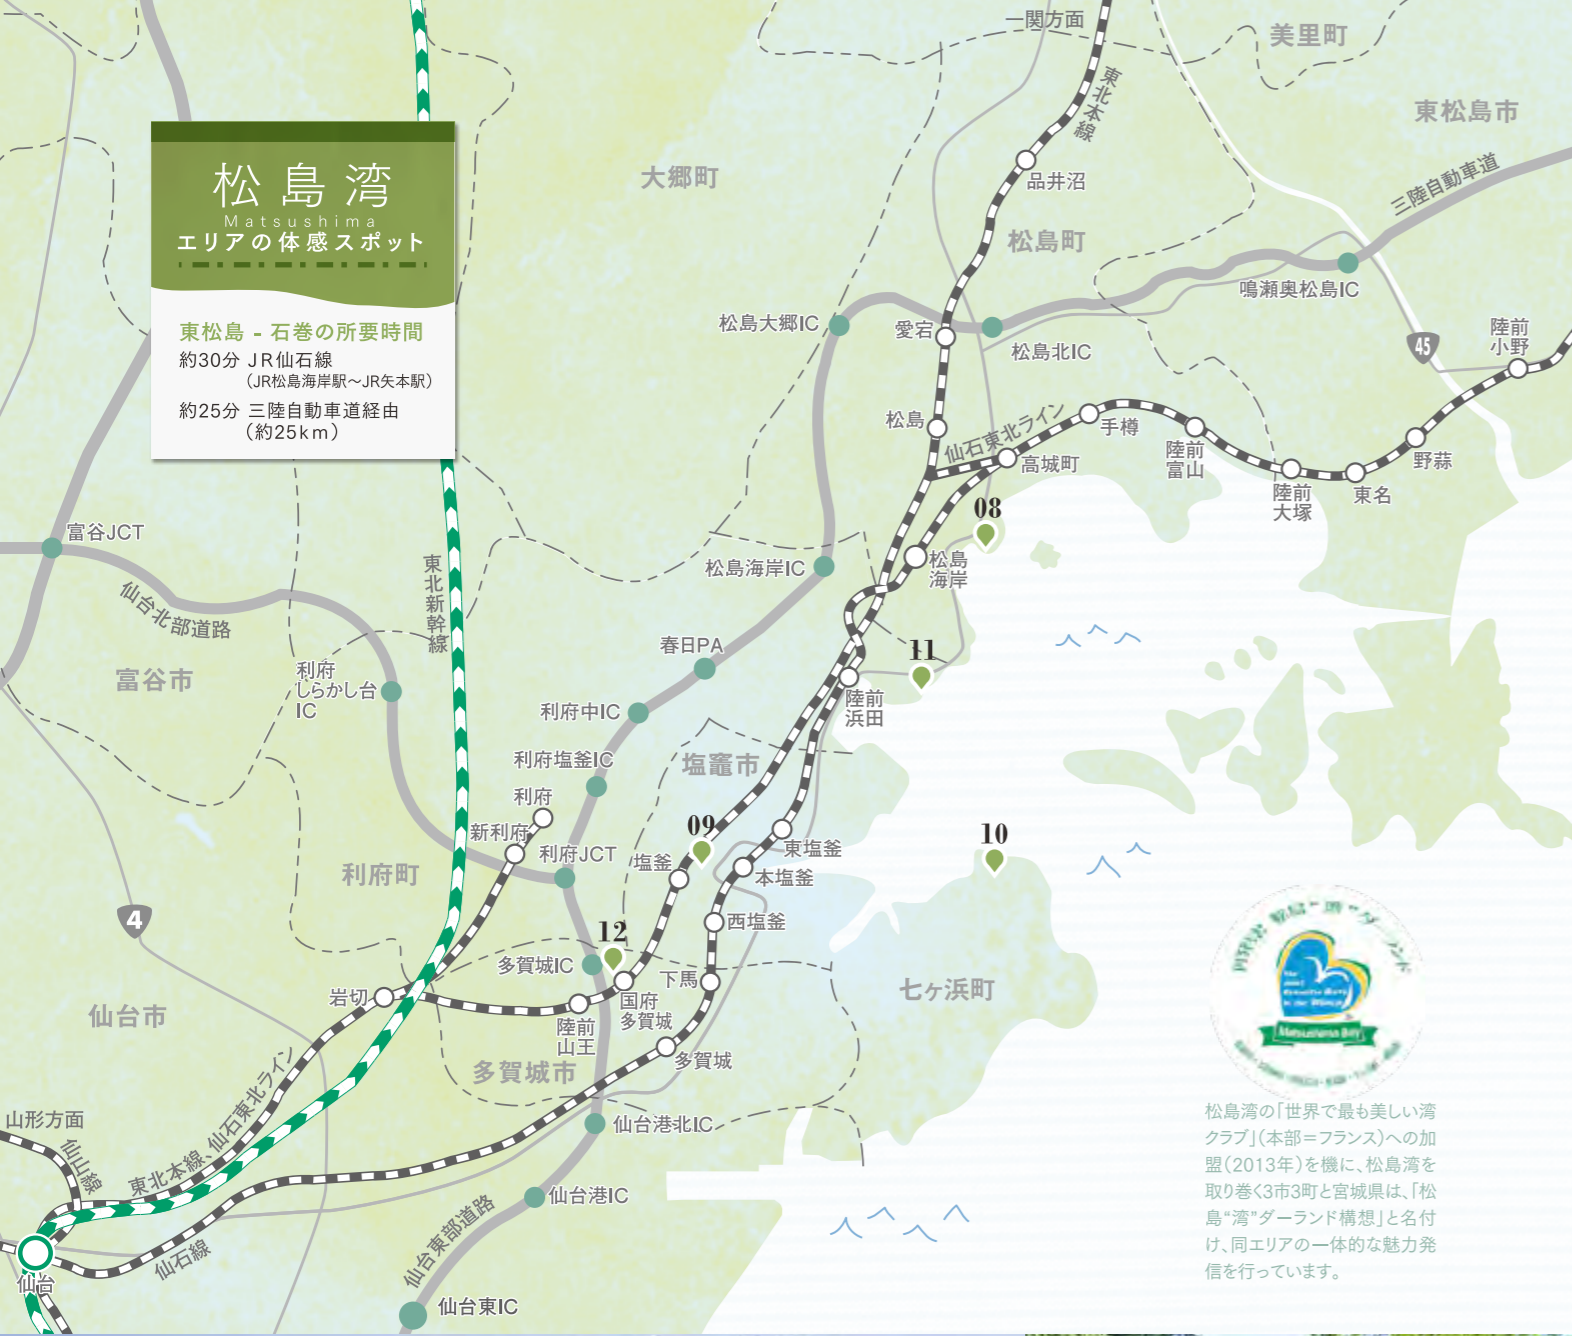 松島湾
Matsushima
エリアの体感スポット
東松島 - 石巻の所要時間
約30分 JR仙石線
（JR松島海岸駅～JR矢本駅）
約25分 三陸自動車道経由
（約25km）
一関方面
美里町
東北本線
東松島市
大郷町
品井沼
三陸自動車道
松島町
鳴瀬奥松島IC
松島大郷IC
愛宕
松島北IC
45
陸前
小野
松島
仙石東北ライン
手樽
高城町
陸前
富山
野蒜
陸前
大塚
東名
08
富谷JCT
東北新幹線
松島海岸IC
松島
海岸
仙台北部道路
春日PA
11
富谷市
利府
しらかし台
IC
陸前
浜田
利府中IC
利府塩釜IC
塩竈市
利府
新利府
09
10
利府JCT
塩釜
東塩釜
本塩釜
利府町
4
西塩釜
12
多賀城IC
下馬
七ヶ浜町
岩切
国府
多賀城
陸前
山王
仙台市
多賀城市
多賀城
山形方面
仙山線
東北本線、仙石東北ライン
仙台港北IC
仙台港IC
仙台東部道路
仙石線
仙台
仙台東IC
Matsushima Bay
松島湾の「世界で最も美しい湾
クラブ」（本部＝フランス）への加
盟（2013年）を機に、松島湾を
取り巻く3市3町と宮城県は、「松
島“湾”ダーランド構想」と名付
け、同エリアの一体的な魅力発
信を行っています。